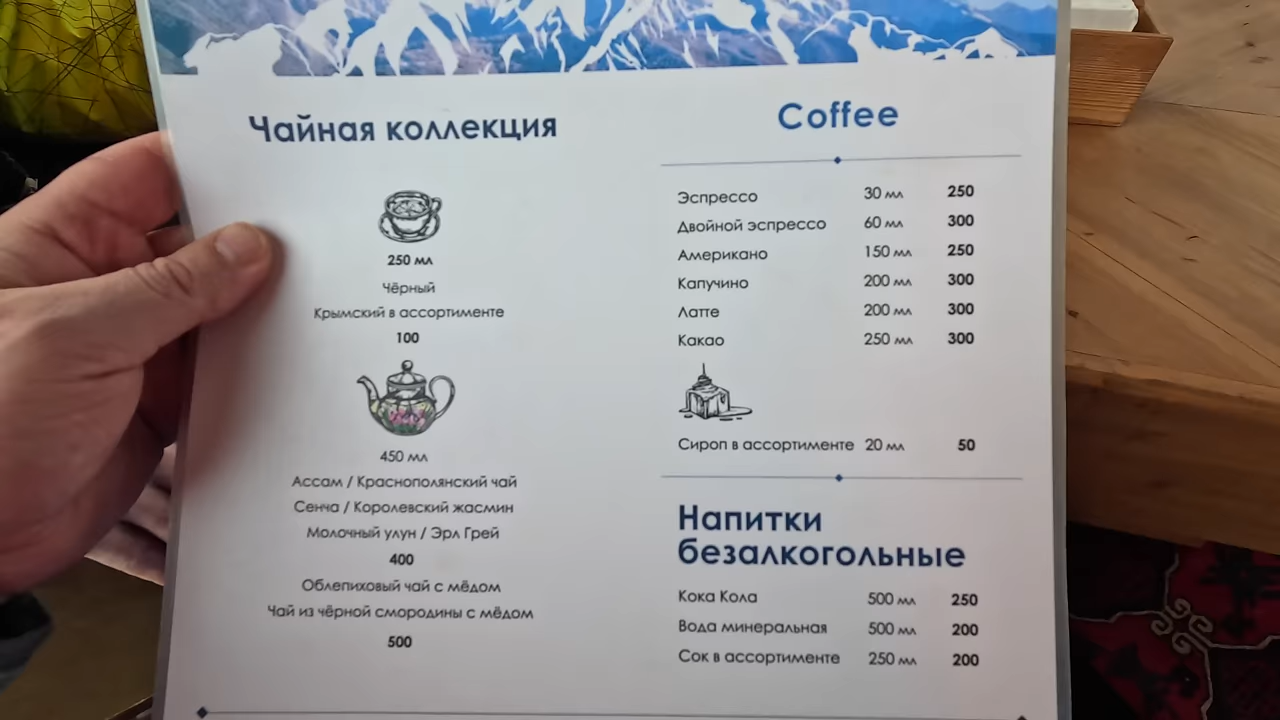 Чайная коллекция
250 мл
Чёрный
Крымский в ассортименте
100
450 мл
Ассам / Краснополянский чай
Сенча / Королевский жасмин
Молочный улун / Эрл Грей
400
Облепиховый чай с мёдом
Чай из чёрной смородины с мёдом
500
Coffee
Эспрессо 30 мл 250
Двойной эспрессо 60 мл 300
Американо 150 мл 250
Капучино 200 мл 300
Латте 200 мл 300
Какао 250 мл 300
Сироп в ассортименте 20 мл 50
Напитки
безалкогольные
Кока Кола 500 мл 250
Вода минеральная 500 мл 200
Сок в ассортименте 250 мл 200